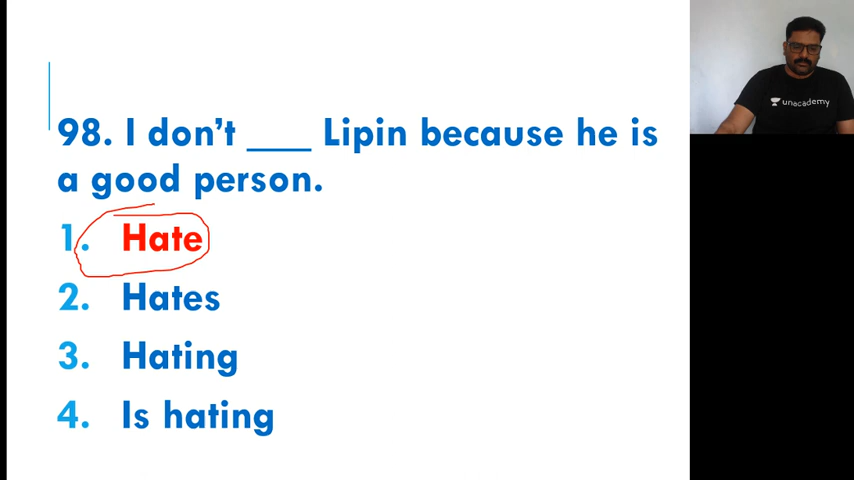 98. I don’t ___ Lipin because he is
a good person.
1. Hate
2. Hates
3. Hating
4. Is hating
unacademy